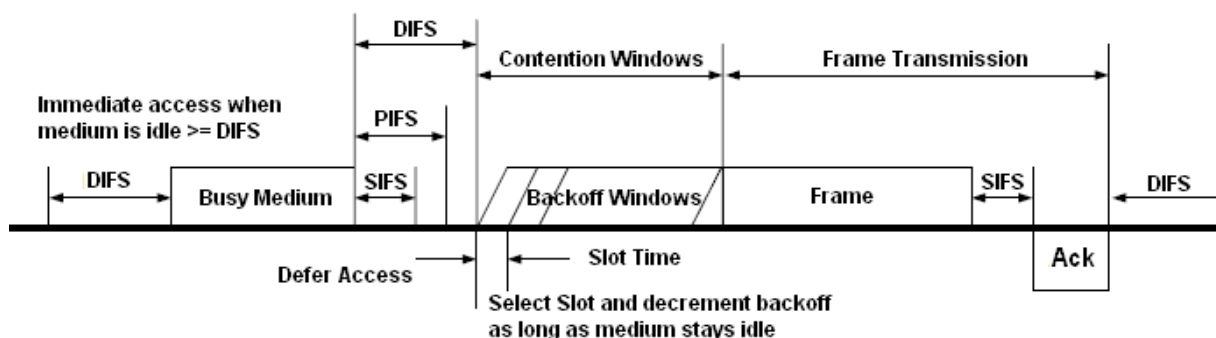 DIFS
Contention Windows
Frame Transmission
Immediate access when
medium is idle >= DIFS
PIFS
DIFS
Busy Medium
SIFS
Backoff Windows
Frame
SIFS
DIFS
Defer Access
Slot Time
Ack
Select Slot and decrement backoff
as long as medium stays idle